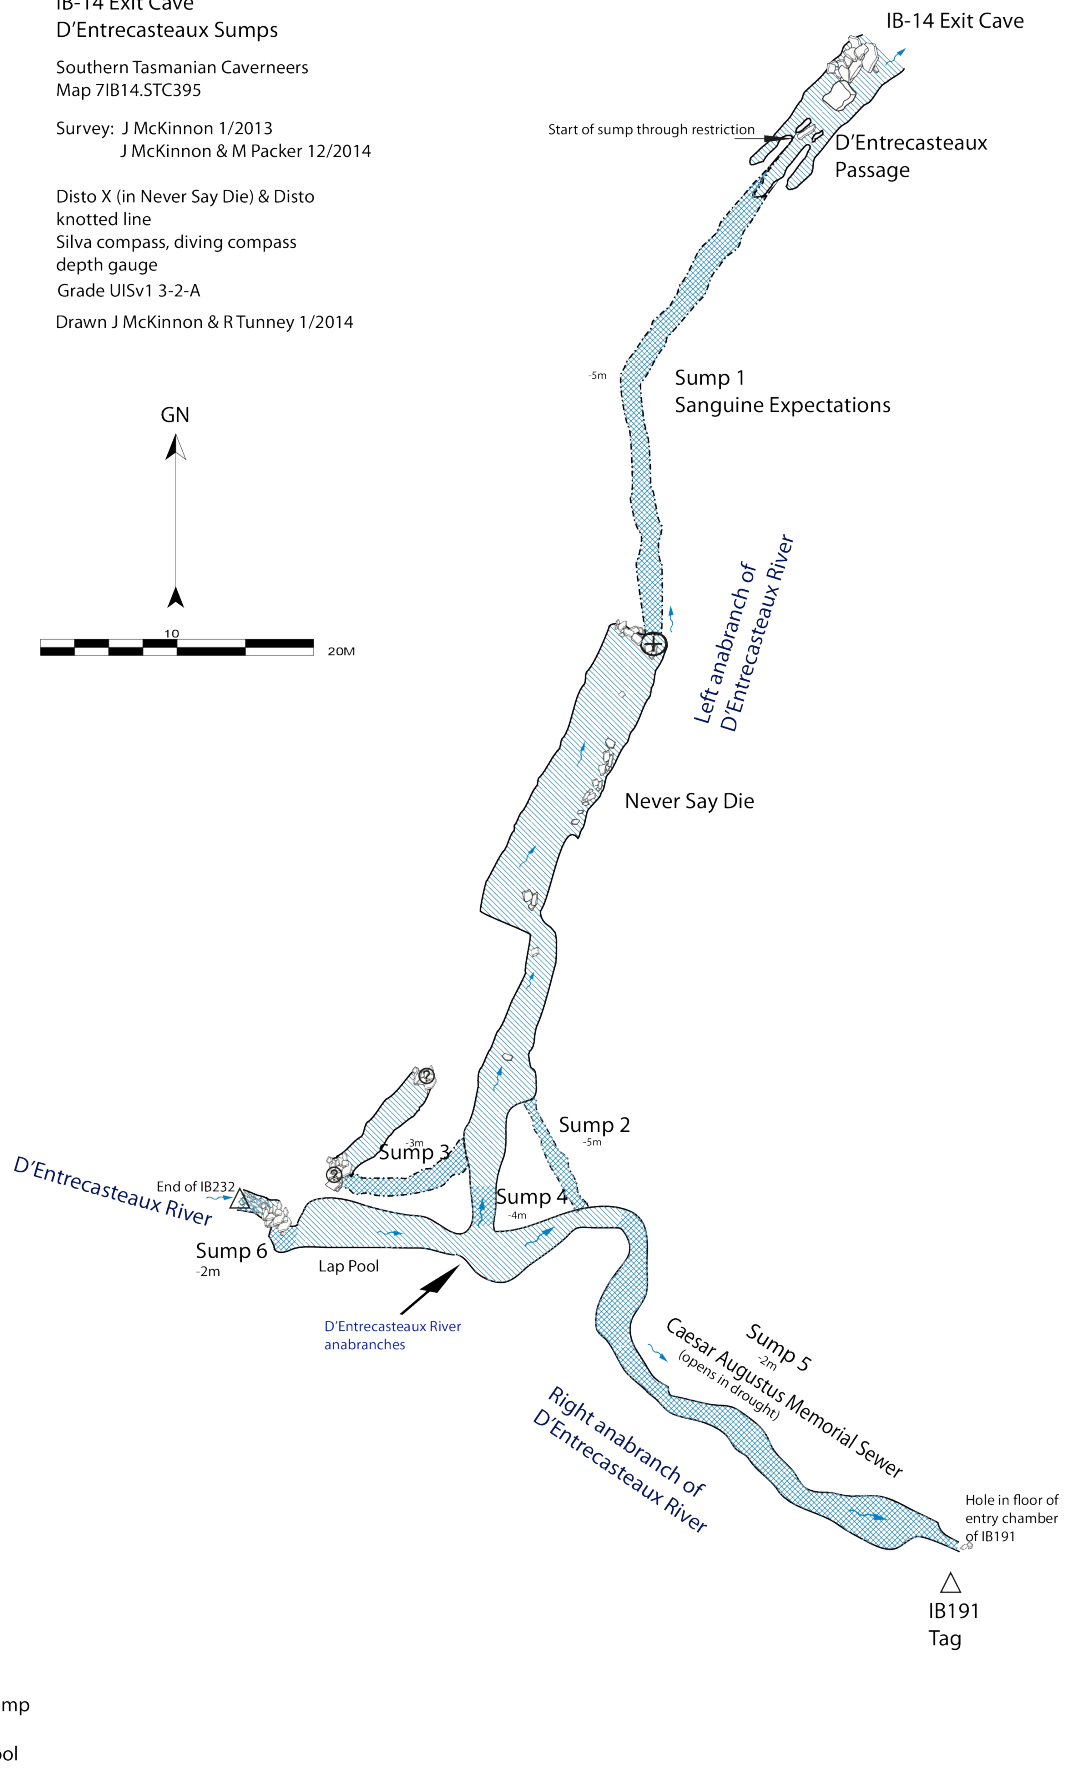 IB-14 Exit Cave
D'Entrecasteaux Sumps
Southern Tasmanian Caverneers
Map 7IB14.STC395
Survey: J McKinnon 1/2013
J McKinnon & M Packer 12/2014
Disto X (in Never Say Die) & Disto
knotted line
Silva compass, diving compass
depth gauge
Grade UISv1 3-2-A
Drawn J McKinnon & R Tunney 1/2014
GN
10
20M
IB-14 Exit Cave
Start of sump through restriction
D'Entrecasteaux
Passage
-5m
Sump 1
Sanguine Expectations
Left anabranch of
D'Entrecasteaux River
Never Say Die
Sump 2
-5m
-3m
Sump 3
?
?
Sump 4
-4m
D'Entrecasteaux River
End of IB232
Sump 6
-2m
Lap Pool
D'Entrecasteaux River
anabranches
Sump 5
-2m
Caesar Augustus Memorial Sewer
(opens in drought)
Right anabranch of
D'Entrecasteaux River
Hole in floor of
entry chamber
of IB191
IB191
Tag
mp
ool